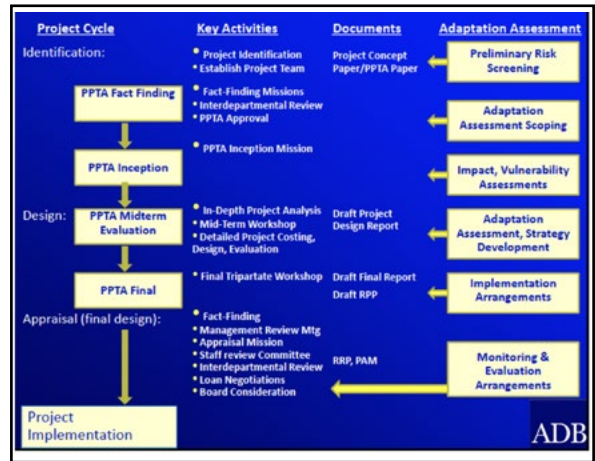 Project Cycle
Key Activities
Documents
Adaptation Assessment
Identification:
• Project Identification
• Establish Project Team
Project Concept
Paper/PPTA Paper
Preliminary Risk
Screening
PPTA Fact Finding
• Fact-Finding Missions
• Interdepartmental Review
• PPTA Approval
Adaptation
Assessment Scoping
PPTA Inception
• PPTA Inception Mission
Impact, Vulnerability
Assessments
Design:
PPTA Midterm
Evaluation
• In-Depth Project Analysis
• Mid-Term Workshop
• Detailed Project Costing,
Design, Evaluation
Draft Project
Design Report
Adaptation
Assessment, Strategy
Development
PPTA Final
• Final Tripartate Workshop
Draft Final Report
Draft RPP
Implementation
Arrangements
Appraisal (final design):
• Fact-Finding
• Management Review Mtg
• Appraisal Mission
• Staff review Committee
• Interdepartmental Review
• Loan Negotiations
• Board Consideration
RRP, PAM
Monitoring &
Evaluation
Arrangements
Project
Implementation
ADB